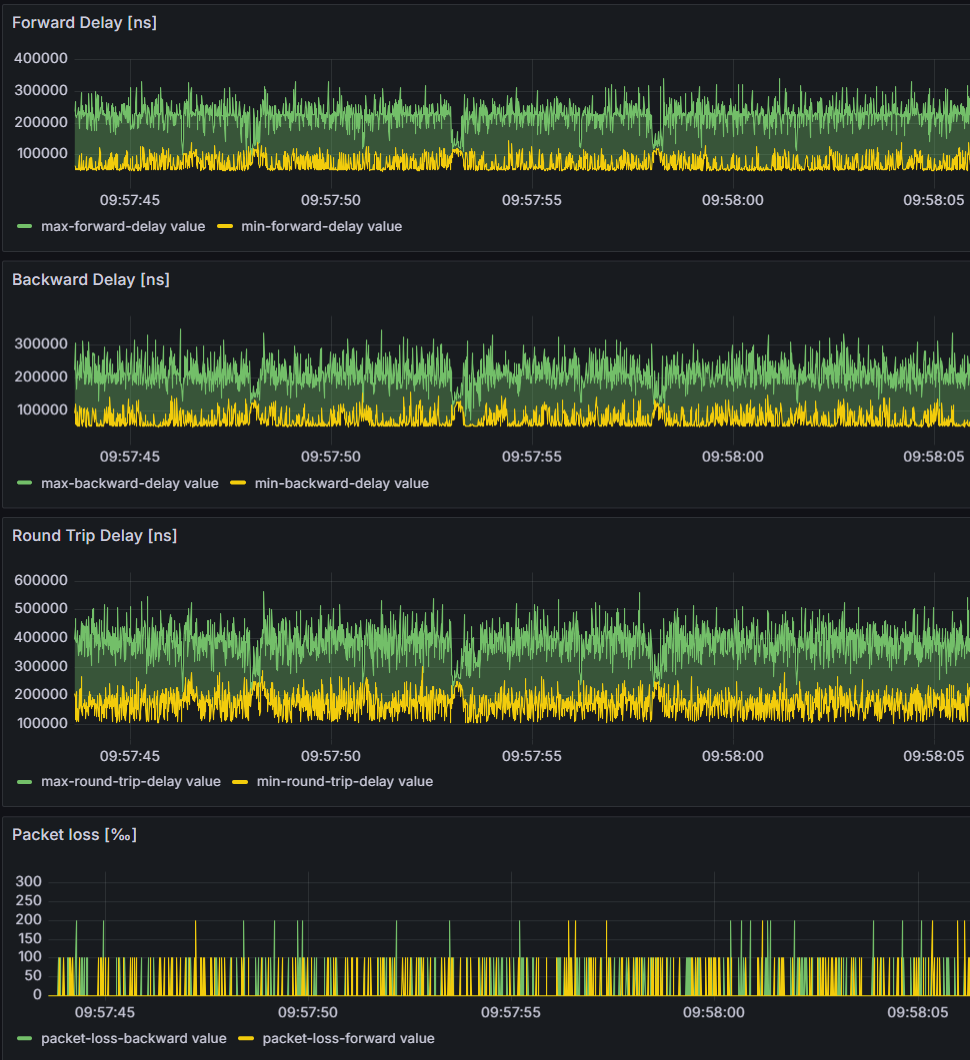 Forward Delay [ns]
400000
300000
200000
100000
09:57:45 09:57:50 09:57:55 09:58:00 09:58:05
max-forward-delay value min-forward-delay value
Backward Delay [ns]
300000
200000
100000
09:57:45 09:57:50 09:57:55 09:58:00 09:58:05
max-backward-delay value min-backward-delay value
Round Trip Delay [ns]
600000
500000
400000
300000
200000
100000
09:57:45 09:57:50 09:57:55 09:58:00 09:58:05
max-round-trip-delay value min-round-trip-delay value
Packet loss [‰]
300
250
200
150
100
50
0
09:57:45 09:57:50 09:57:55 09:58:00 09:58:05
packet-loss-backward value packet-loss-forward value